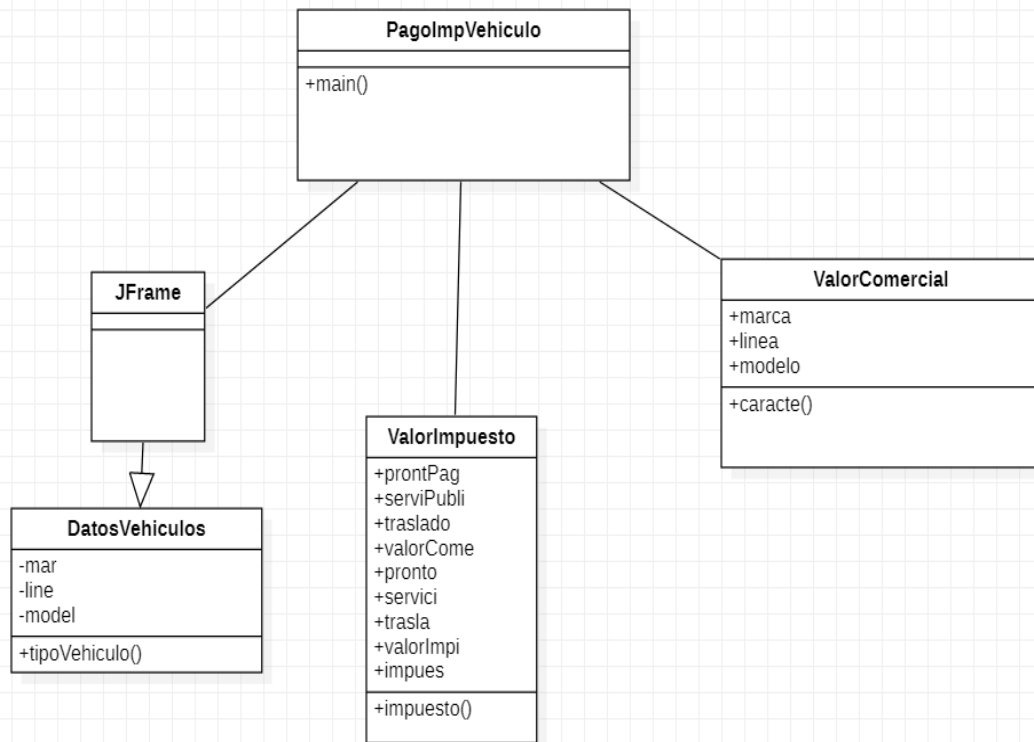 PagoImpVehiculo
+main()
JFrame
ValorComercial
+marca
+linea
+modelo
+caracte()
ValorImpuesto
+prontPag
+serviPubli
+traslado
+valorCome
+pronto
+servici
+trasla
+valorImpi
+impues
+impuesto()
DatosVehiculos
-mar
-line
-model
+tipoVehiculo()